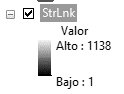 StrLnk
Valor
Alto : 1138
Bajo : 1